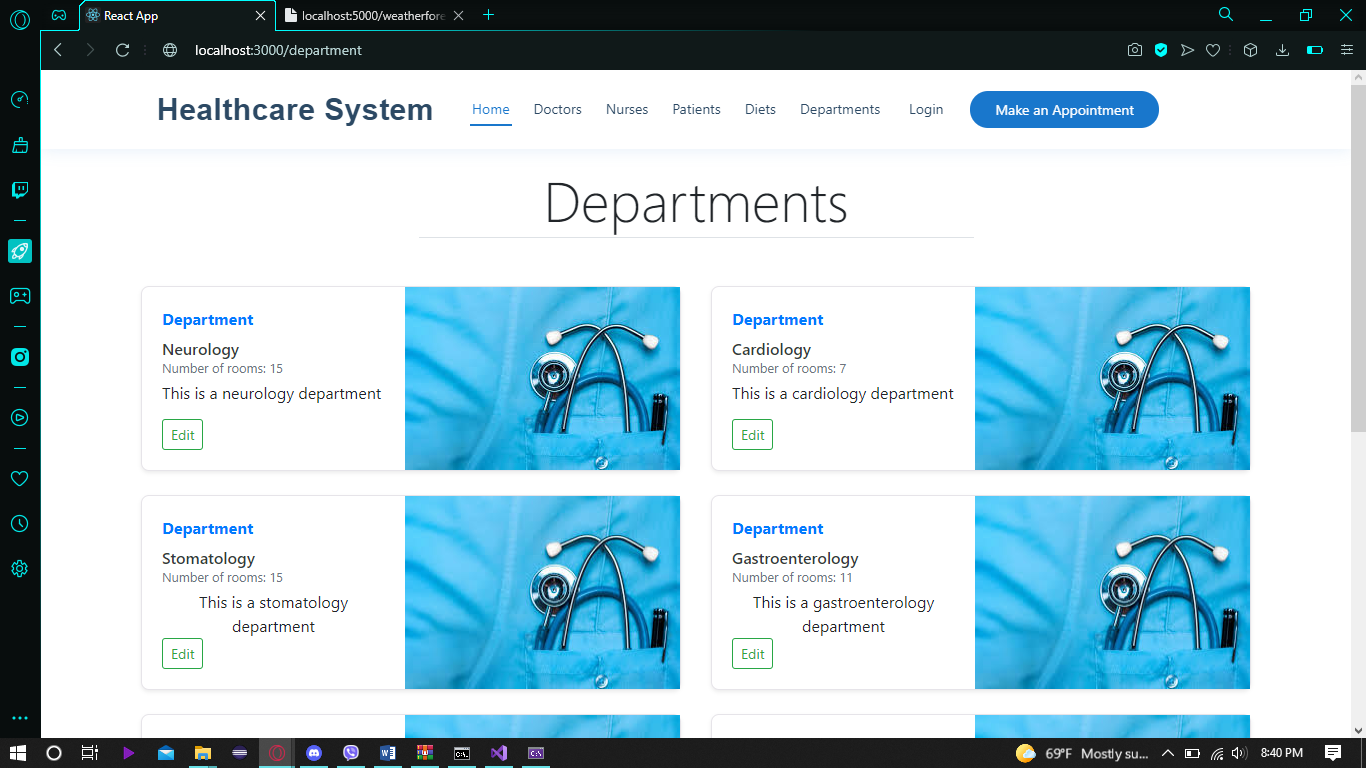 React App
localhost:5000/weatherfore
localhost:3000/department
Healthcare System
Home
Doctors
Nurses
Patients
Diets
Departments
Login
Make an Appointment
Departments
Department
Neurology
Number of rooms: 15
This is a neurology department
Edit
Department
Cardiology
Number of rooms: 7
This is a cardiology department
Edit
Department
Stomatology
Number of rooms: 15
This is a stomatology
department
Edit
Department
Gastroenterology
Number of rooms: 11
This is a gastroenterology
department
Edit
69°F Mostly su...
8:40 PM